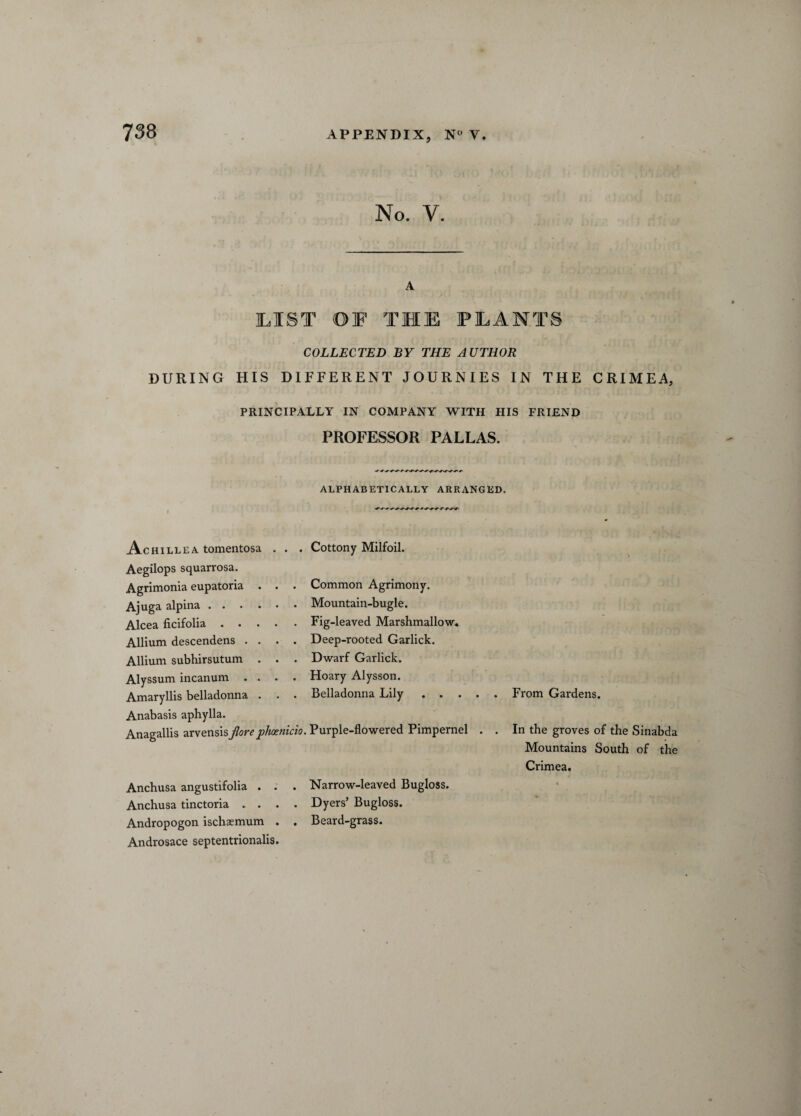 738 APPENDIX, Nº V.
No. V.
A
LIST OF THE PLANTS
COLLECTED BY THE AUTHOR
DURING HIS DIFFERENT JOURNIES IN THE CRIMEA,
PRINCIPALLY IN COMPANY WITH HIS FRIEND
PROFESSOR PALLAS.
ALPHABETICALLY ARRANGED.
ACHILLEA tomentosa . . . Cottony Milfoil.
Aegilops squarrosa.
Agrimonia eupatoria . . . Common Agrimony.
Ajuga alpina . . . . . . Mountain-bugle.
Alcea ficifolia . . . . . Fig-leaved Marshmallow.
Allium descendens . . . . Deep-rooted Garlick.
Allium subhirsutum . . . Dwarf Garlick.
Alyssum incanum . . . . Hoary Alysson.
Amaryllis belladonna . . . Belladonna Lily . . . . . From Gardens.
Anabasis aphylla.
Anagallis arvensis flore phœnicio. Purple-flowered Pimpernel . . In the groves of the Sinabda
Mountains South of the
Crimea.
Anchusa angustifolia . . . Narrow-leaved Bugloss.
Anchusa tinctoria . . . . Dyers' Bugloss.
Andropogon ischæmum . . Beard-grass.
Androsace septentrionalis.